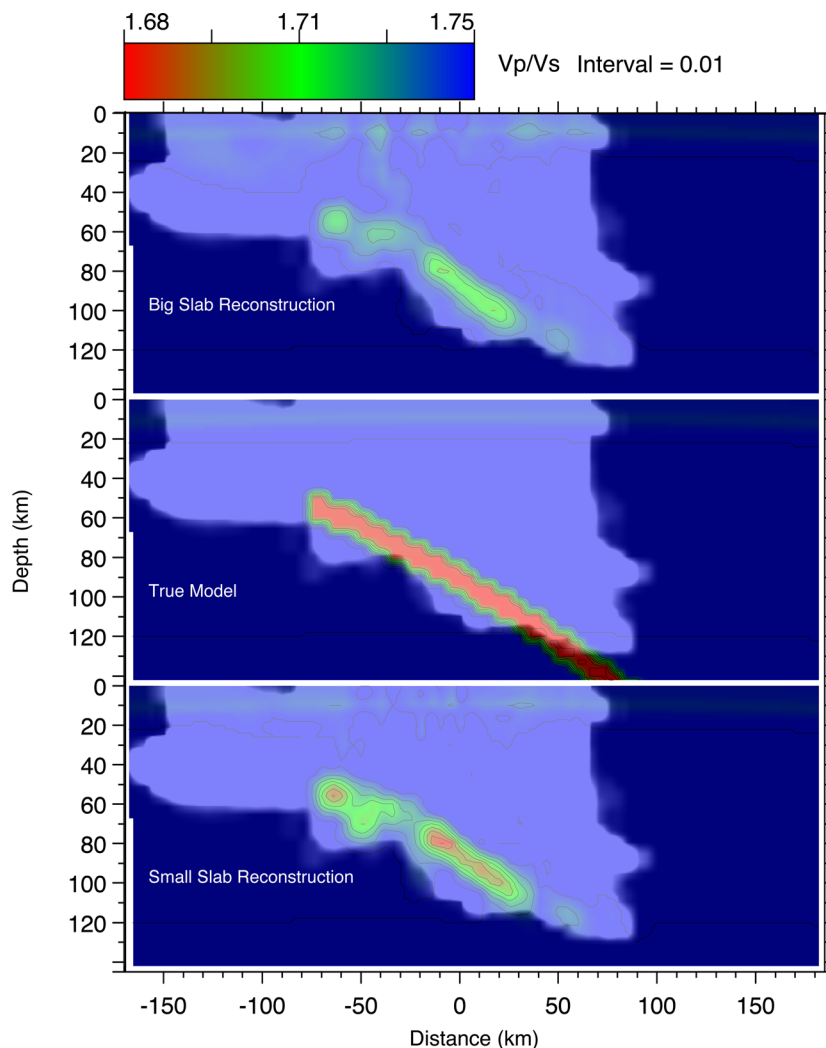 1.68 1.71 1.75
Vp/Vs Interval = 0.01
0
20
40
60
80
100
120
Big Slab Reconstruction
0
20
40
60
80
100
120
True Model
0
20
40
60
80
100
120
Small Slab Reconstruction
Depth (km)
-150 -100 -50 0 50 100 150
Distance (km)